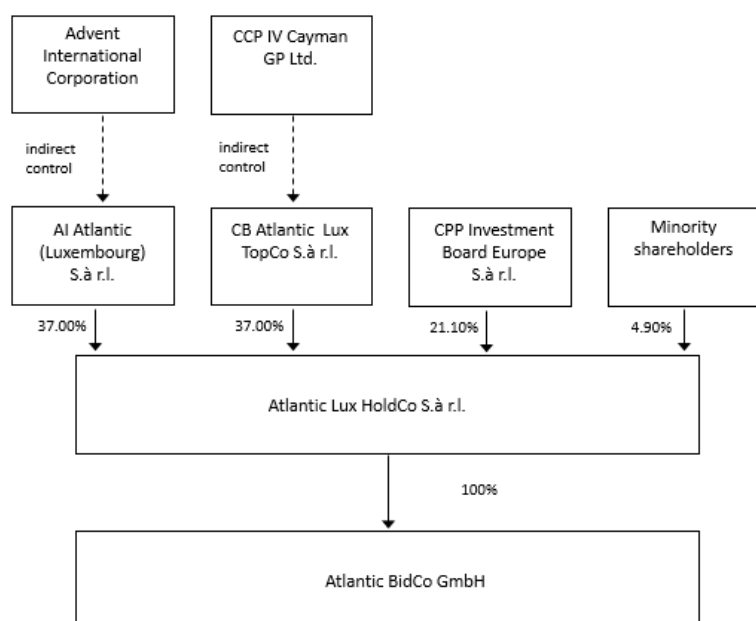 Advent
International
Corporation
CCP IV Cayman
GP Ltd.
indirect
control
indirect
control
AI Atlantic
(Luxembourg)
S.à r.l.
CB Atlantic Lux
TopCo S.à r.l.
CPP Investment
Board Europe
S.à r.l.
Minority
shareholders
37.00%
37.00%
21.10%
4.90%
Atlantic Lux HoldCo S.à r.l.
100%
Atlantic BidCo GmbH